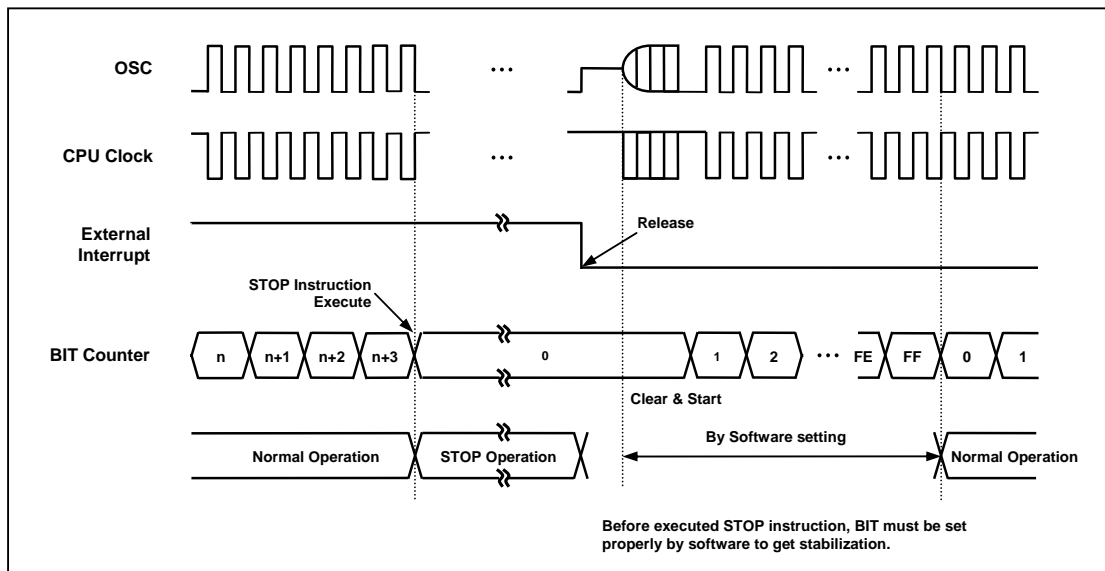 OSC
...
...
CPU Clock
...
...
External
Interrupt
Release
STOP Instruction
Execute
BIT Counter
n
n+1
n+2
n+3
0
1
2
...
FE
FF
0
1
Clear & Start
By Software setting
Normal Operation
STOP Operation
Normal Operation
Before executed STOP instruction, BIT must be set
properly by software to get stabilization.